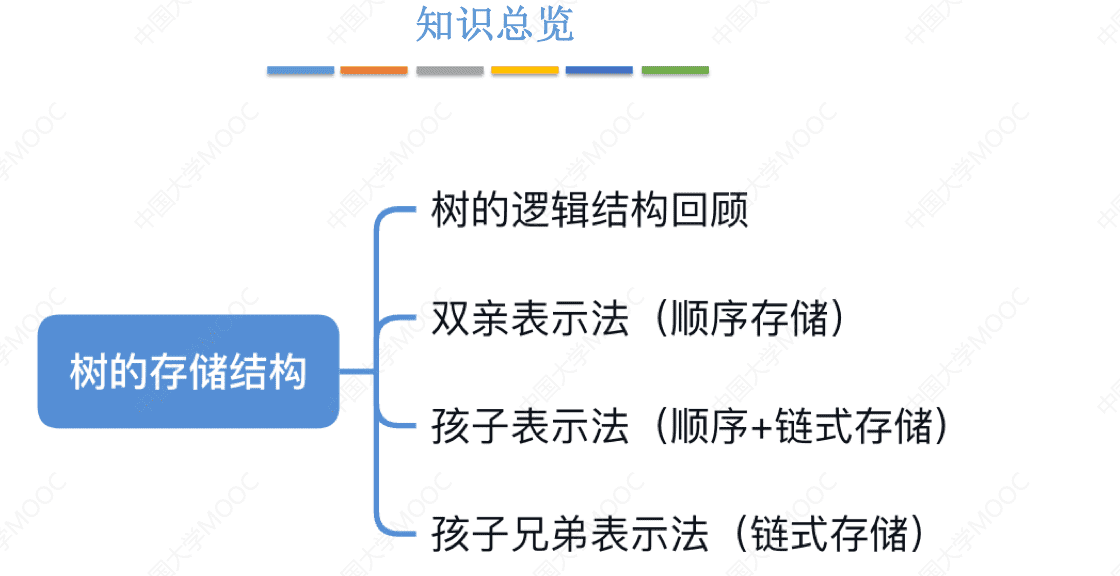 知识总览
树的逻辑结构回顾
双亲表示法（顺序存储）
树的存储结构
孩子表示法（顺序+链式存储）
孩子兄弟表示法（链式存储）
中国大学MOOC